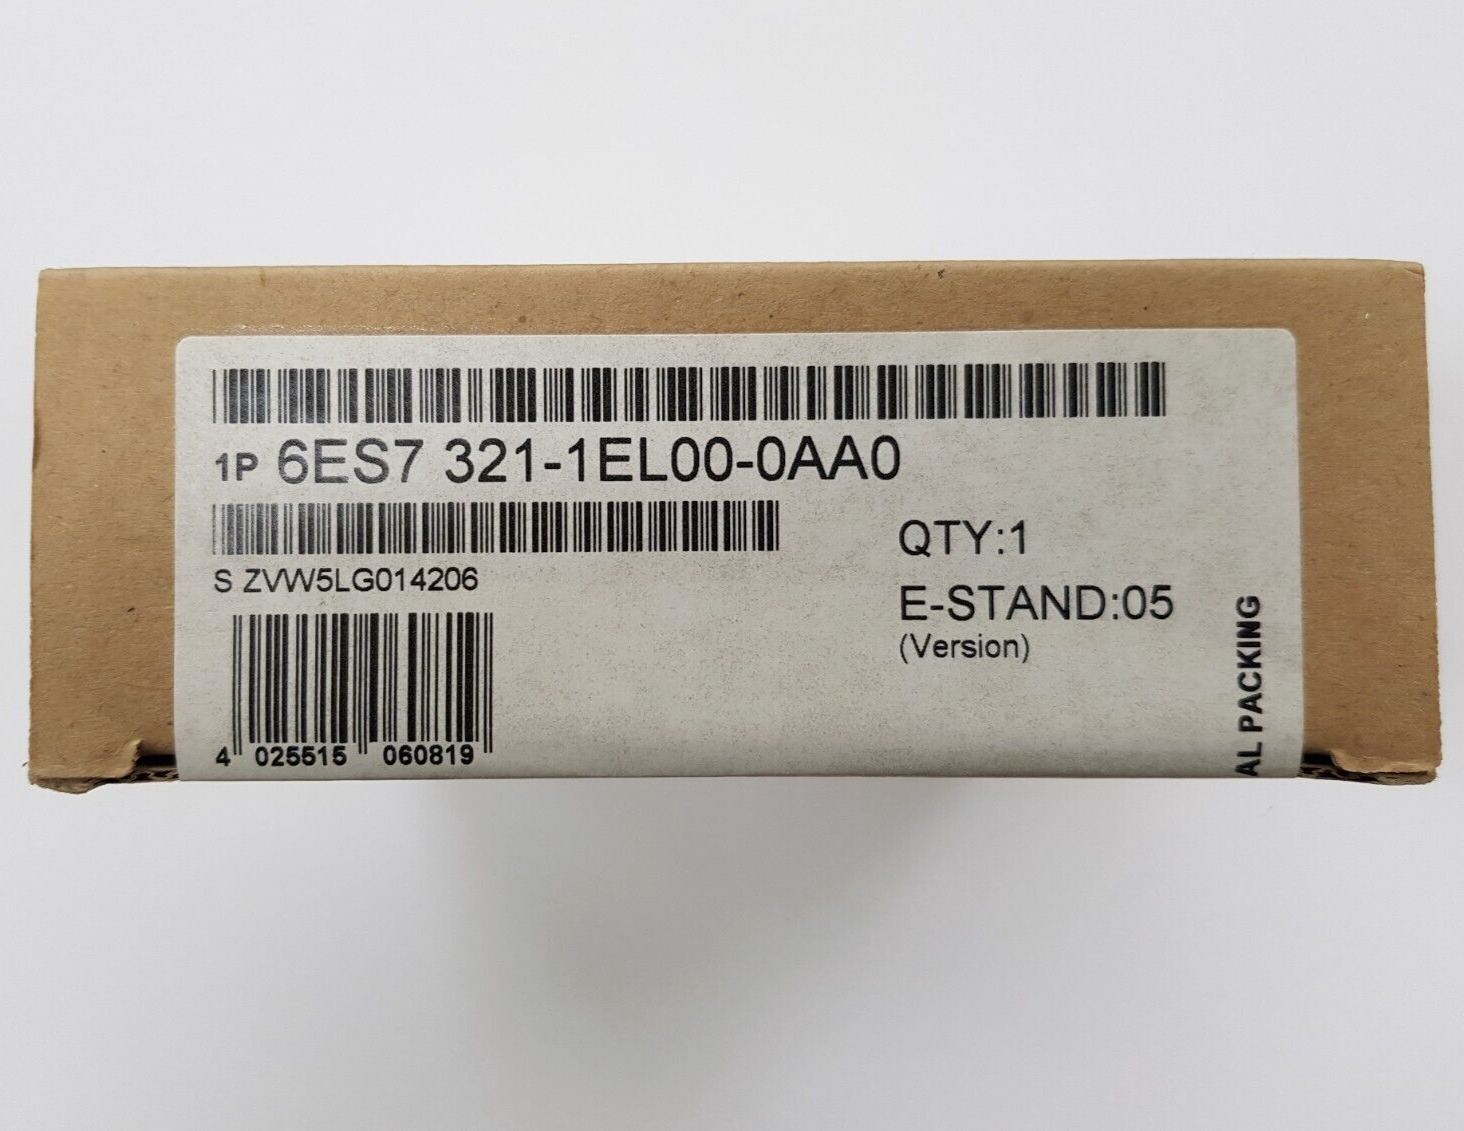 1P 6ES7 321-1EL00-0AA0
S ZVW5LG014206
QTY:1
E-STAND:05
(Version)
4 025515 060819
AL PACKING